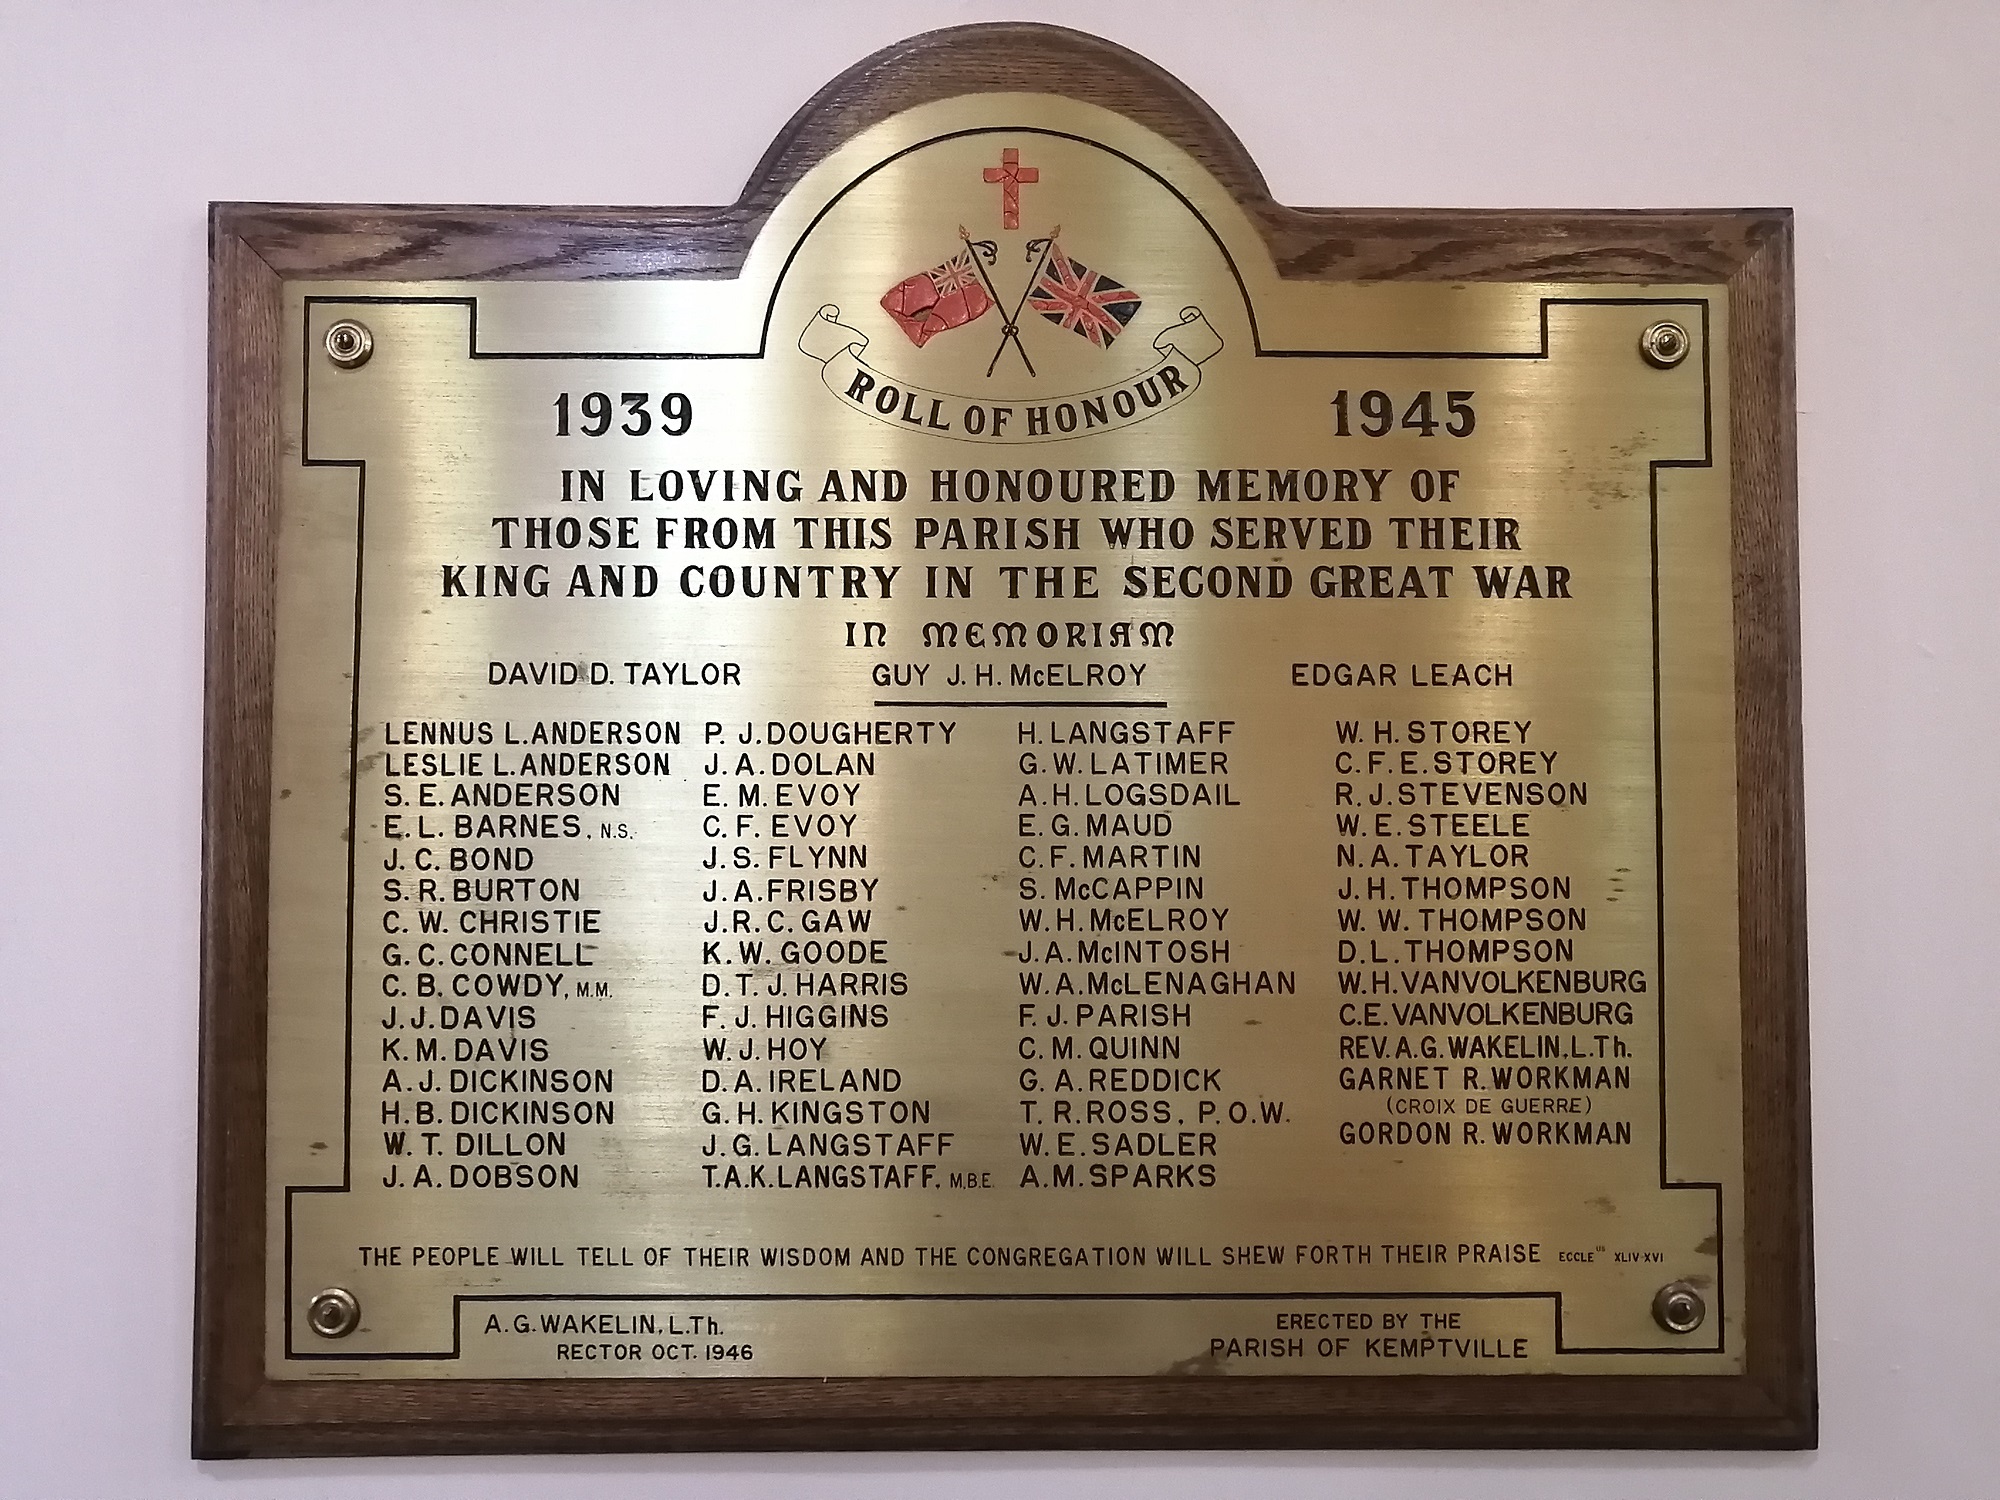 ROLL OF HONOUR
1939 1945
IN LOVING AND HONOURED MEMORY OF
THOSE FROM THIS PARISH WHO SERVED THEIR
KING AND COUNTRY IN THE SECOND GREAT WAR
IN MEMORIAM
DAVID D. TAYLOR GUY J. H. McELROY EDGAR LEACH
LENNUS L. ANDERSON
LESLIE L. ANDERSON
S. E. ANDERSON
E. L. BARNES, N.S.
J. C. BOND
S. R. BURTON
C. W. CHRISTIE
G. C. CONNELL
C. B. COWDY, M.M.
J. J. DAVIS
K. M. DAVIS
A. J. DICKINSON
H. B. DICKINSON
W. T. DILLON
J. A. DOBSON
P. J. DOUGHERTY
J. A. DOLAN
E. M. EVOY
C. F. EVOY
J. S. FLYNN
J. A. FRISBY
J. R. C. GAW
K. W. GOODE
D. T. J. HARRIS
F. J. HIGGINS
W. J. HOY
D. A. IRELAND
G. H. KINGSTON
J. G. LANGSTAFF
T.A.K. LANGSTAFF, M.B.E.
H. LANGSTAFF
G. W. LATIMER
A. H. LOGSDAIL
E. G. MAUD
C. F. MARTIN
S. McCAPPIN
W. H. McELROY
J. A. McINTOSH
W. A. McLENAGHAN
F. J. PARISH
C. M. QUINN
G. A. REDDICK
T. R. ROSS, P.O.W.
W. E. SADLER
A. M. SPARKS
W. H. STOREY
C. F. E. STOREY
R. J. STEVENSON
W. E. STEELE
N. A. TAYLOR
J. H. THOMPSON
W. W. THOMPSON
D. L. THOMPSON
W. H. VANVOLKENBURG
C. E. VANVOLKENBURG
REV. A. G. WAKELIN, L.Th.
GARNET R. WORKMAN
(CROIX DE GUERRE)
GORDON R. WORKMAN
THE PEOPLE WILL TELL OF THEIR WISDOM AND THE CONGREGATION WILL SHEW FORTH THEIR PRAISE ECCLE US XLIV-XVI
A. G. WAKELIN, L.Th.
RECTOR OCT. 1946
ERECTED BY THE
PARISH OF KEMPTVILLE